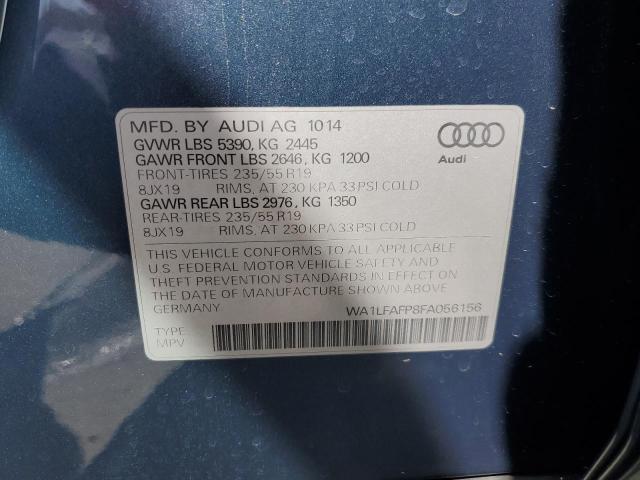 MFD. BY AUDI AG 1014
GVWR LBS 5390, KG 2445
GAWR FRONT LBS 2646, KG 1200
FRONT-TIRES 235/55 R19
8JX19 RIMS, AT 230 KPA 33 PSI COLD
GAWR REAR LBS 2976, KG 1350
REAR-TIRES 235/55 R19
8JX19 RIMS, AT 230 KPA 33 PSI COLD
Audi
THIS VEHICLE CONFORMS TO ALL APPLICABLE
U.S. FEDERAL MOTOR VEHICLE SAFETY AND
THEFT PREVENTION STANDARDS IN EFFECT ON
THE DATE OF MANUFACTURE SHOWN ABOVE
GERMANY. WA1LFAFP8FA056156
TYPE
MPV